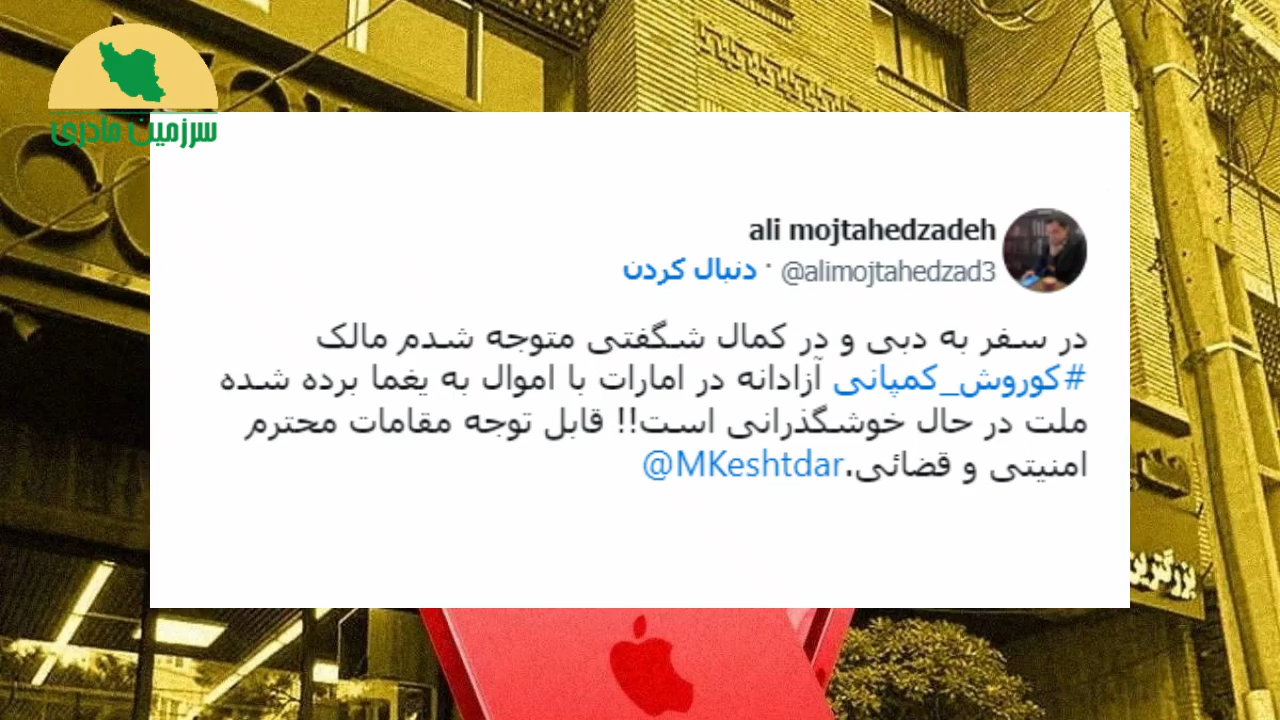 سرزمین مادری
ali mojtahedzadeh
@alimojtahedzad3 · دنبال کردن
در سفر به دبی و در کمال شگفتی متوجه شدم مالک
#کوروش_کمپانی آزادانه در امارات با اموال به یغما برده شده
ملت در حال خوشگذرانی است!! قابل توجه مقامات محترم
امنیتی و قضائی.@MKeshtdar
بزرگترین